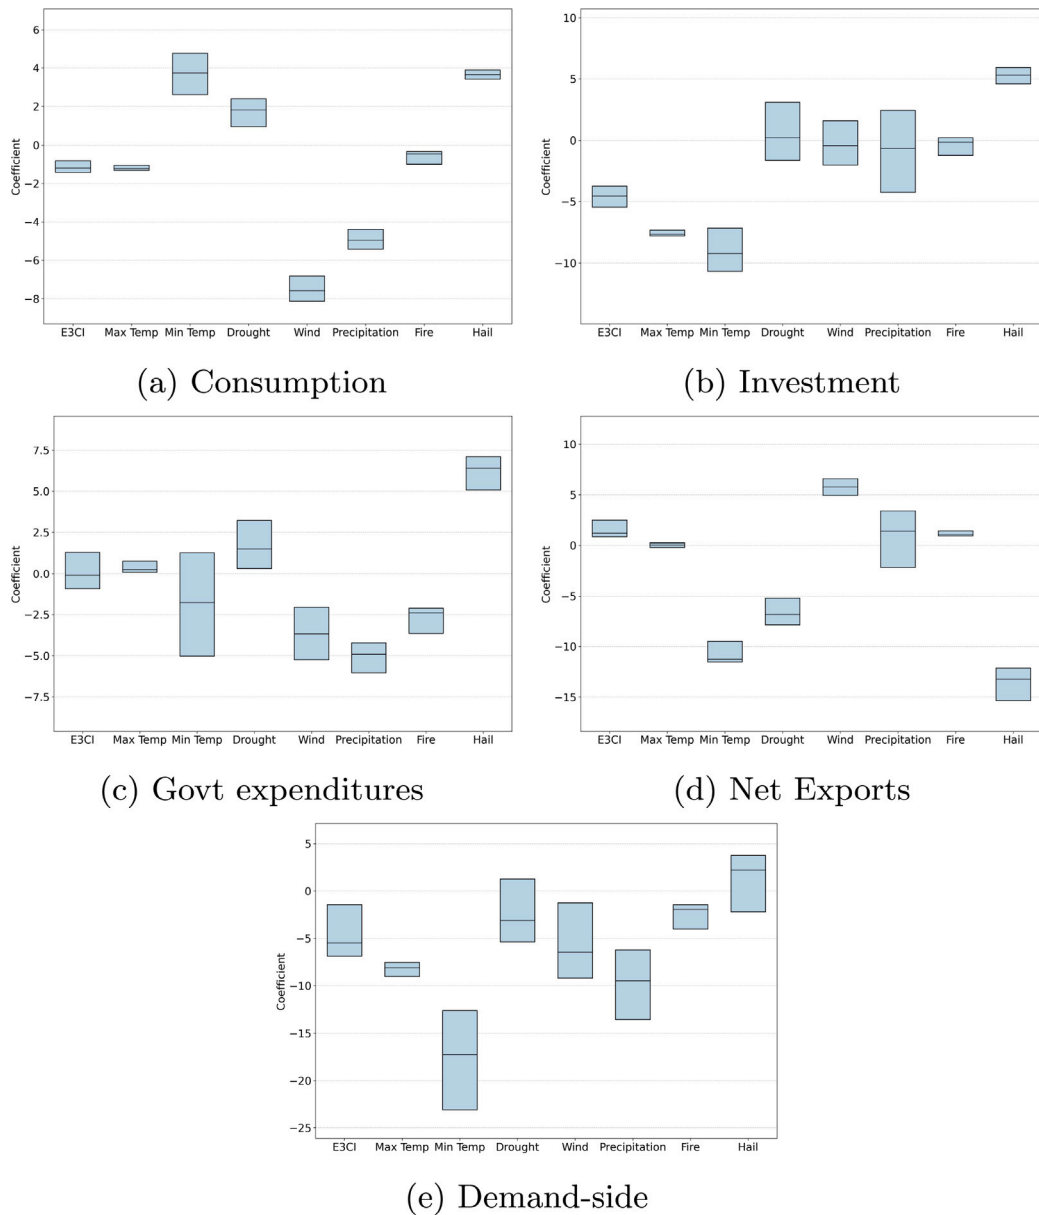 6
4
2
0
−2
−4
−6
−8
Coefficient
E3CI Max Temp Min Temp Drought Wind Precipitation Fire Hail
(a) Consumption
10
5
0
−5
−10
Coefficient
E3CI Max Temp Min Temp Drought Wind Precipitation Fire Hail
(b) Investment
7.5
5.0
2.5
0.0
−2.5
−5.0
−7.5
Coefficient
E3CI Max Temp Min Temp Drought Wind Precipitation Fire Hail
(c) Govt expenditures
10
5
0
−5
−10
−15
Coefficient
E3CI Max Temp Min Temp Drought Wind Precipitation Fire Hail
(d) Net Exports
5
0
−5
−10
−15
−20
−25
Coefficient
E3CI Max Temp Min Temp Drought Wind Precipitation Fire Hail
(e) Demand-side